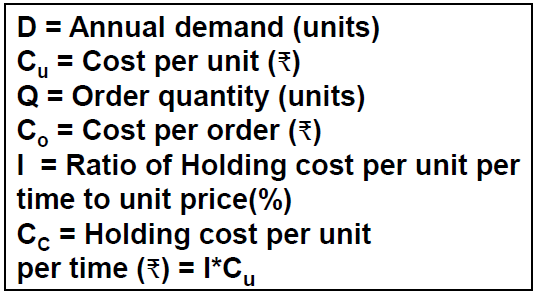 D = Annual demand (units)
Cu = Cost per unit (₹)
Q = Order quantity (units)
Co = Cost per order (₹)
I = Ratio of Holding cost per unit per
time to unit price(%)
CC = Holding cost per unit
per time (₹) = I*Cu